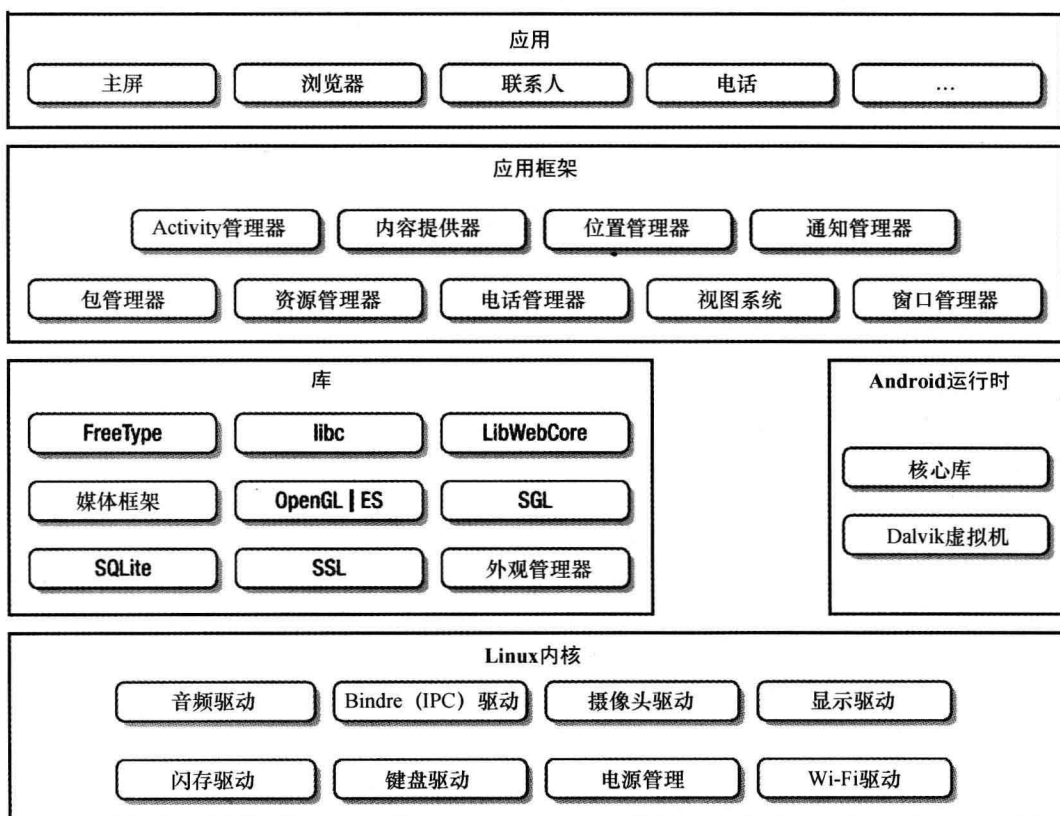 应用
主屏
浏览器
联系人
电话
…
应用框架
Activity管理器
内容提供器
位置管理器
通知管理器
包管理器
资源管理器
电话管理器
视图系统
窗口管理器
库
FreeType
libc
LibWebCore
媒体框架
OpenGL | ES
SGL
SQLite
SSL
外观管理器
Android运行时
核心库
Dalvik虚拟机
Linux内核
音频驱动
Bindre（IPC）驱动
摄像头驱动
显示驱动
闪存驱动
键盘驱动
电源管理
Wi-Fi驱动